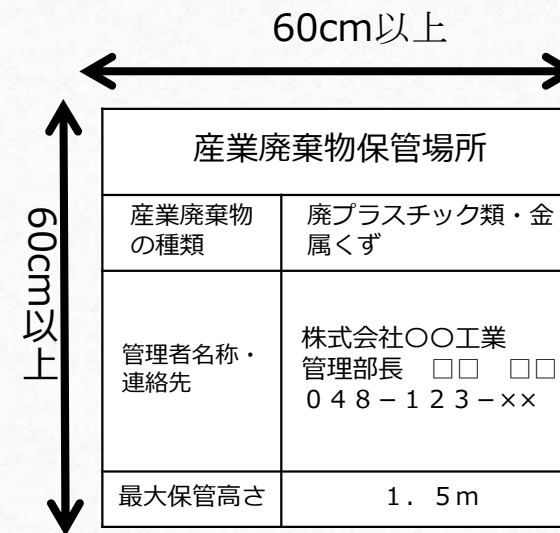 60cm以上
60cm以上
産業廃棄物保管場所
産業廃棄物
の種類
廃プラスチック類・金
属くず
管理者名称・
連絡先
株式会社〇〇工業
管理部長　□□　□□
０４８－１２３－××
最大保管高さ
１．５ｍ